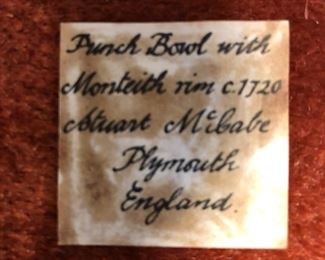 Punch Bowl with
Monteith rim c.1720
Stuart McCabe
Plymouth
England.